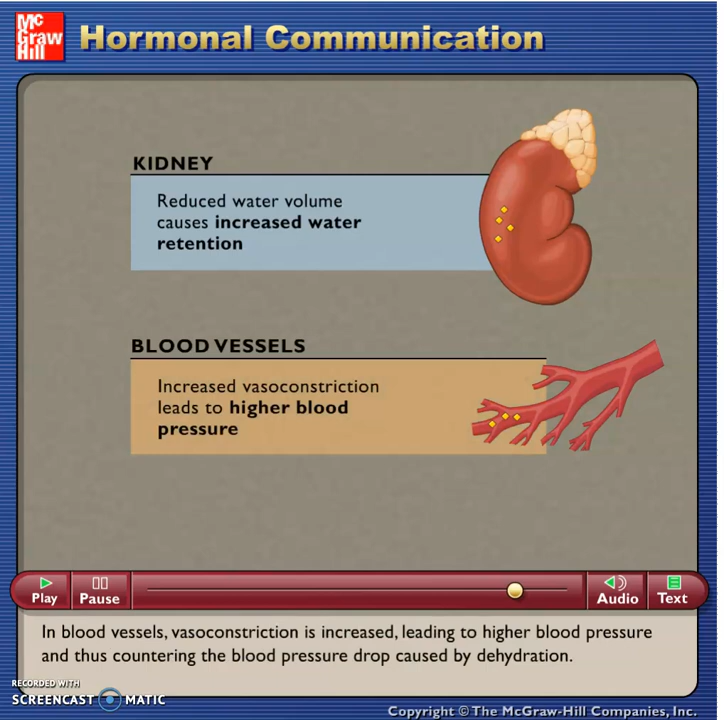 Mc
Graw
Hill
Hormonal Communication
KIDNEY
Reduced water volume
causes increased water
retention
BLOOD VESSELS
Increased vasoconstriction
leads to higher blood
pressure
Play
Pause
Audio
Text
In blood vessels, vasoconstriction is increased, leading to higher blood pressure
and thus countering the blood pressure drop caused by dehydration.
RECORDED WITH
SCREENCAST MATIC
Copyright © The McGraw-Hill Companies, Inc.